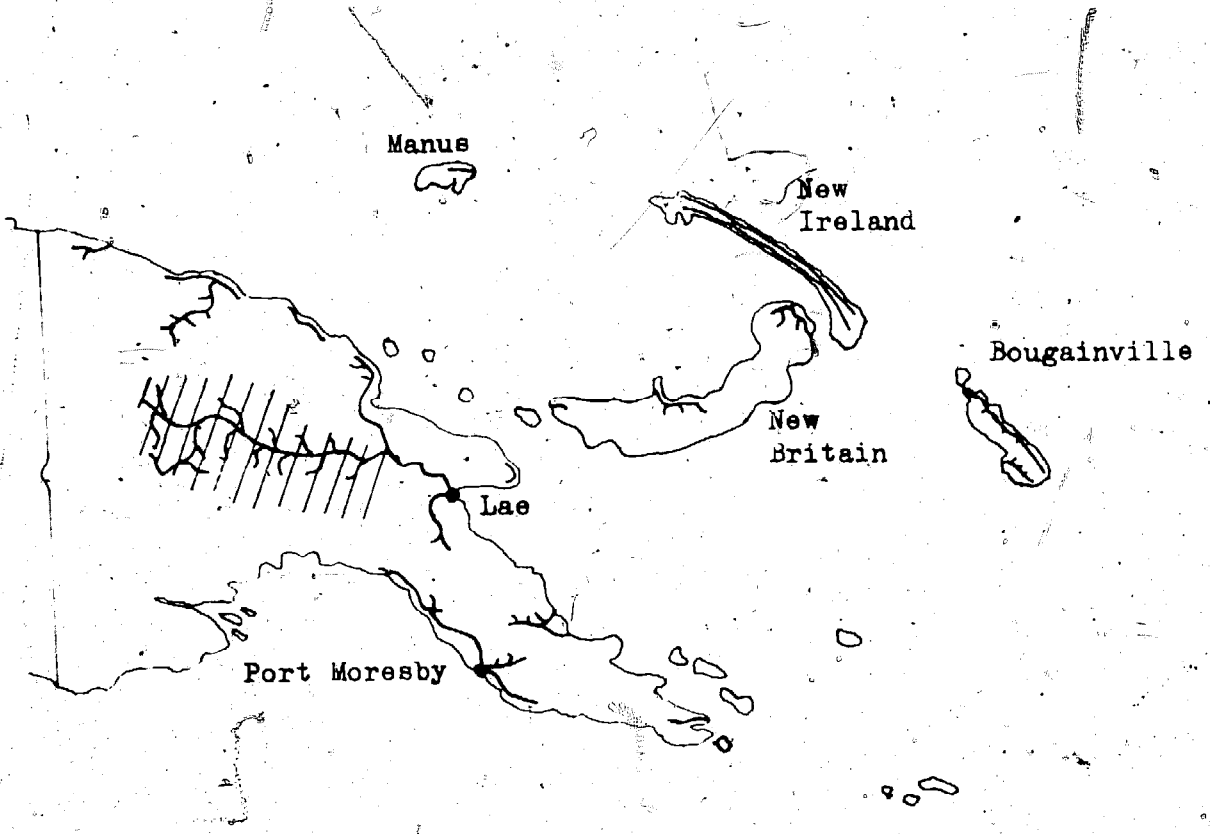 Manus
New
Ireland
Bougainville
New
Britain
Lae
Port Moresby